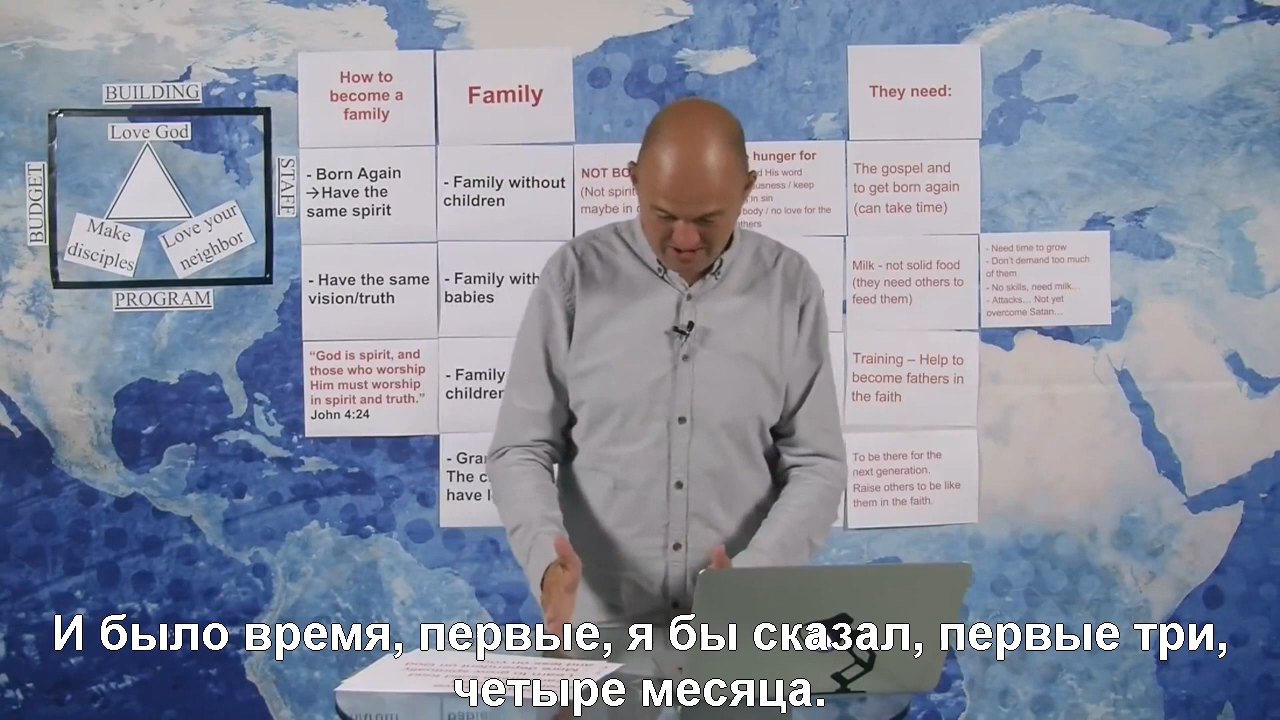 BUILDING
Love God
BUDGET
STAFF
Make
disciples
Love your
neighbor
PROGRAM
How to
become a
family
- Born Again
→Have the
same spirit
- Have the same
vision/truth
“God is spirit, and
those who worship
Him must worship
in spirit and truth.”
John 4:24
Family
- Family without
children
- Family with
babies
- Family
children
The
have
NOT
(Not
maybe in
hunger for
His word
/ keep
in sin
body / no love for the
They need:
The gospel and
to get born again
(can take time)
Milk - not solid food
(they need others to
feed them)
Training – Help to
become fathers in
the faith
To be there for the
next generation.
Raise others to be like
them in the faith.
- Need time to grow
- Don't demand too much
of them
- No skills, need milk...
- Attacks... Not yet
overcome Satan...
И было время, первые, я бы сказал, первые три,
четыре месяца.